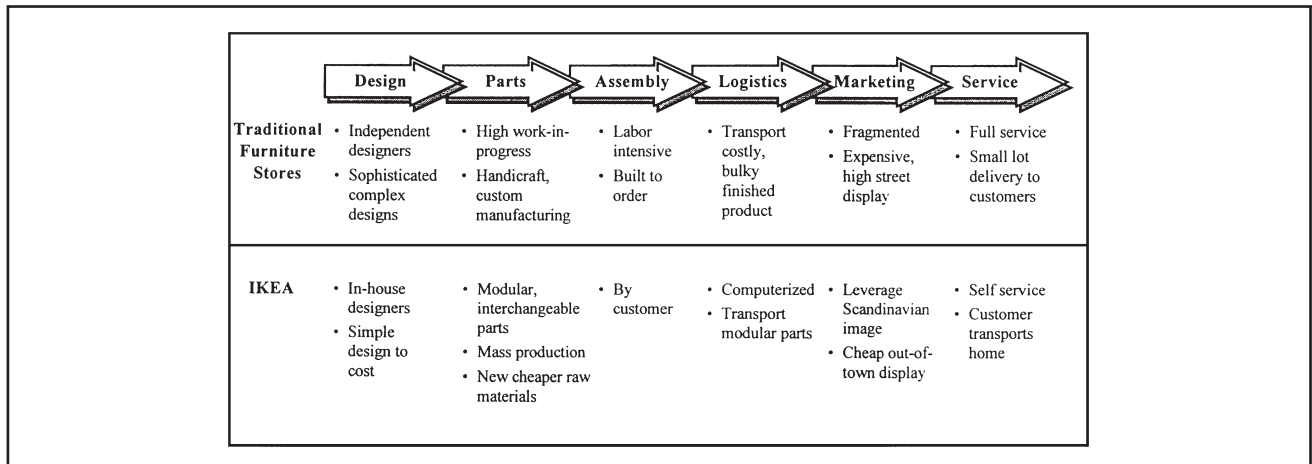 Design Parts Assembly Logistics Marketing Service
Traditional Furniture Stores
• Independent
designers
• Sophisticated
complex
designs
• High work-in-
progress
• Handicraft,
custom
manufacturing
• Labor
intensive
• Built to
order
• Transport
costly,
bulky
finished
product
• Fragmented
• Expensive,
high street
display
• Full service
• Small lot
delivery to
customers
IKEA
• In-house
designers
• Simple
design to
cost
• Modular,
interchangeable
parts
• Mass production
• New cheaper raw
materials
• By
customer
• Computerized
• Transport
modular parts
• Leverage
Scandinavian
image
• Cheap out-of-
town display
• Self service
• Customer
transports
home